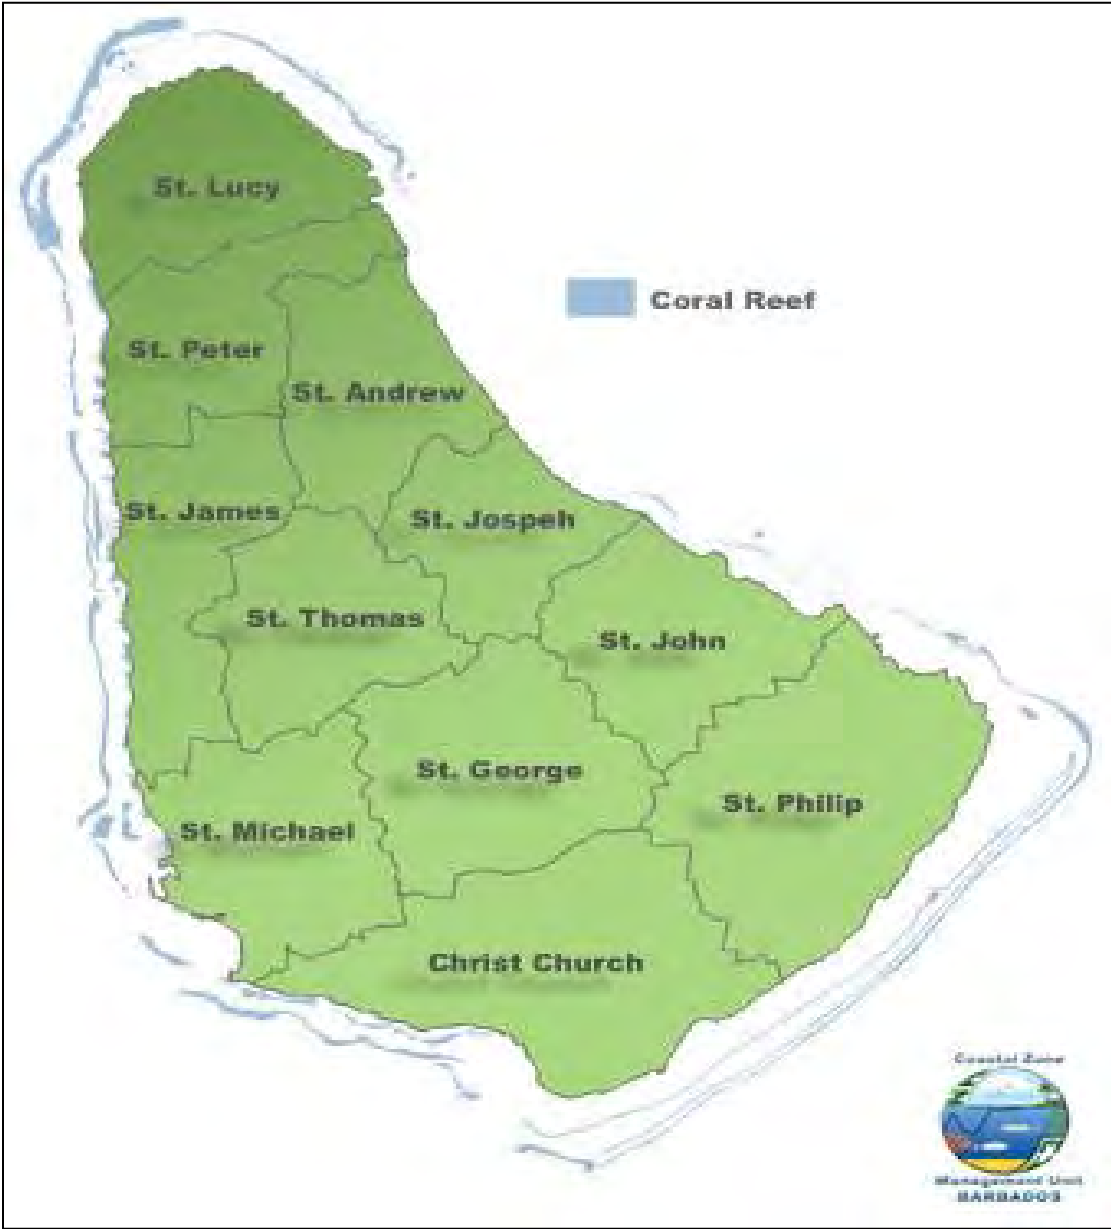 St. Lucy
Coral Reef
St. Peter
St. Andrew
St. James
St. Jospeh
St. Thomas
St. John
St. George
St. Philip
St. Michael
Christ Church
Coastal Zone
Management Unit
BARBADOS